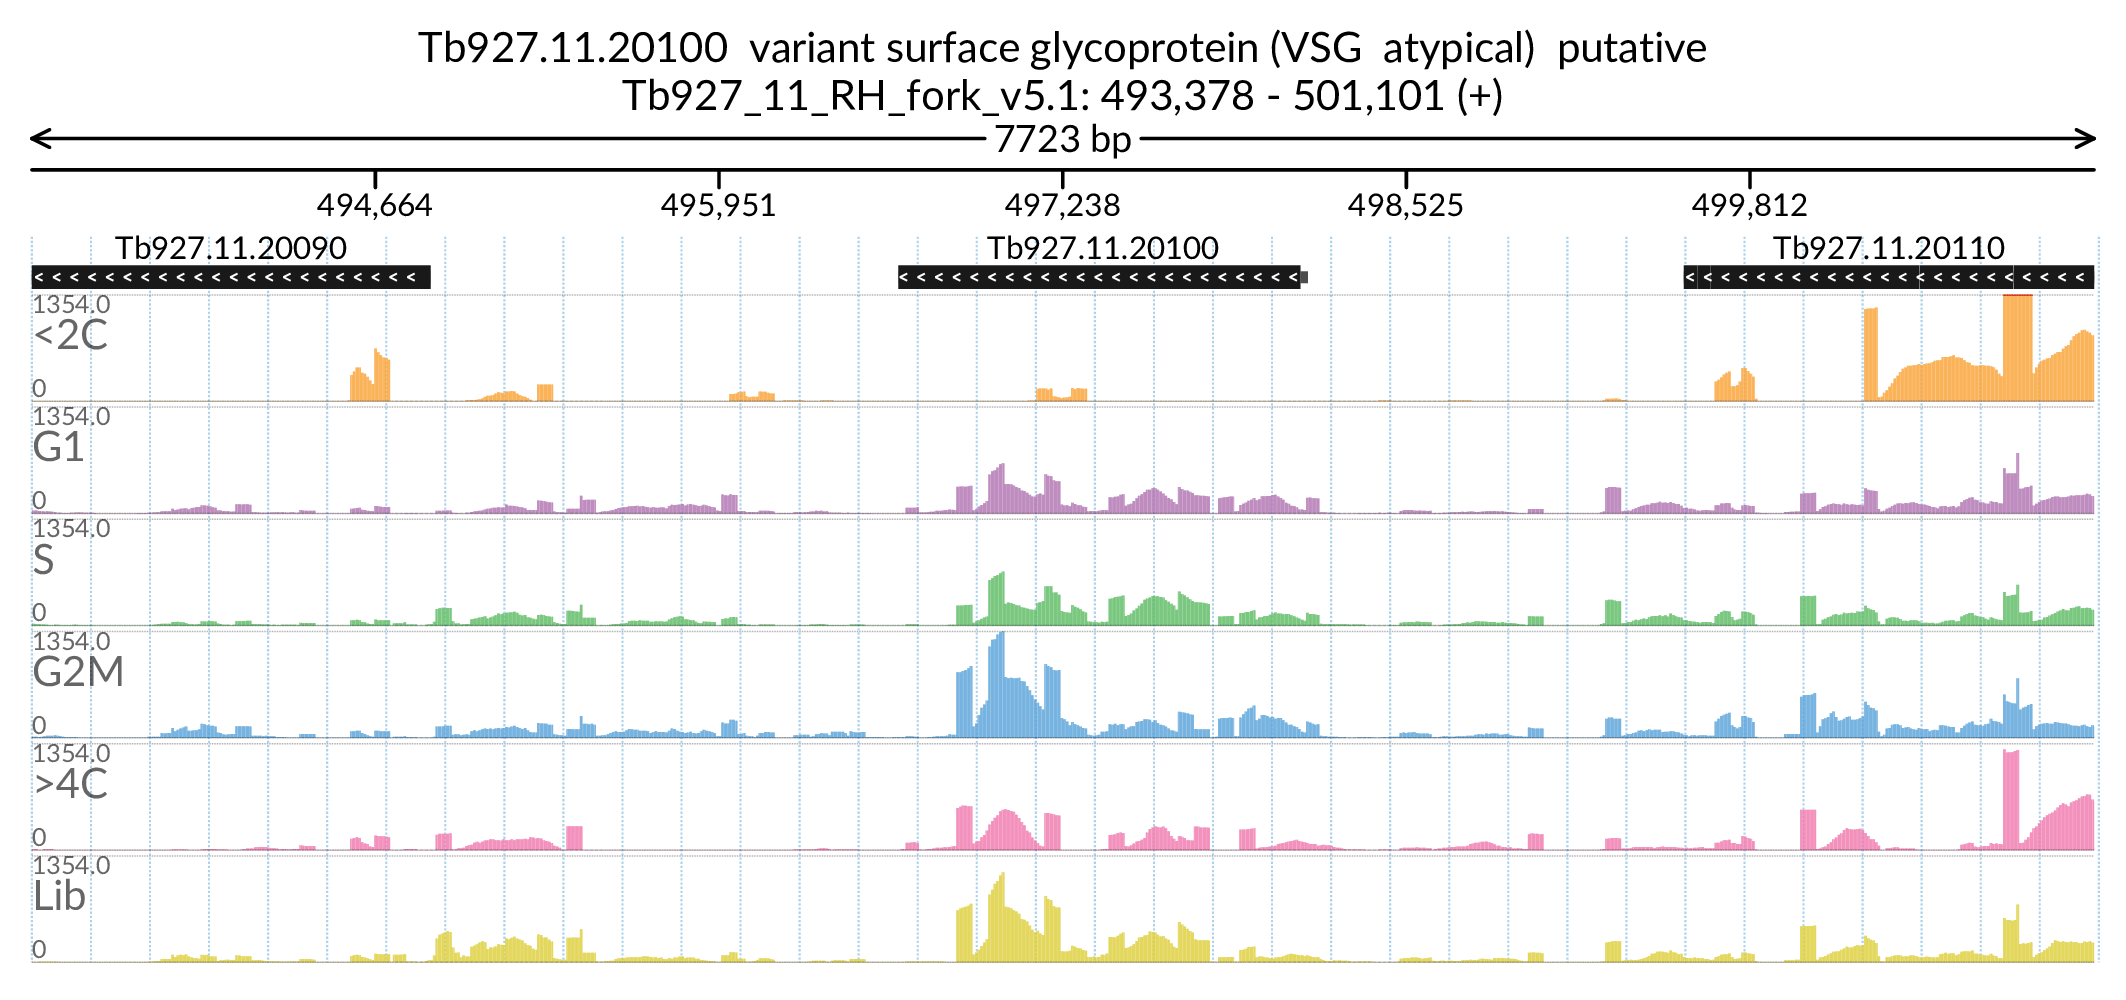 Tb927.11.20100 variant surface glycoprotein (VSG atypical) putative
Tb927_11_RH_fork_v5.1: 493,378 - 501,101 (+)
7723 bp
494,664 495,951 497,238 498,525 499,812
Tb927.11.20090 Tb927.11.20100 Tb927.11.20110
1354.0
<2C
0
1354.0
G1
0
1354.0
S
0
1354.0
G2M
0
1354.0
>4C
0
1354.0
Lib
0